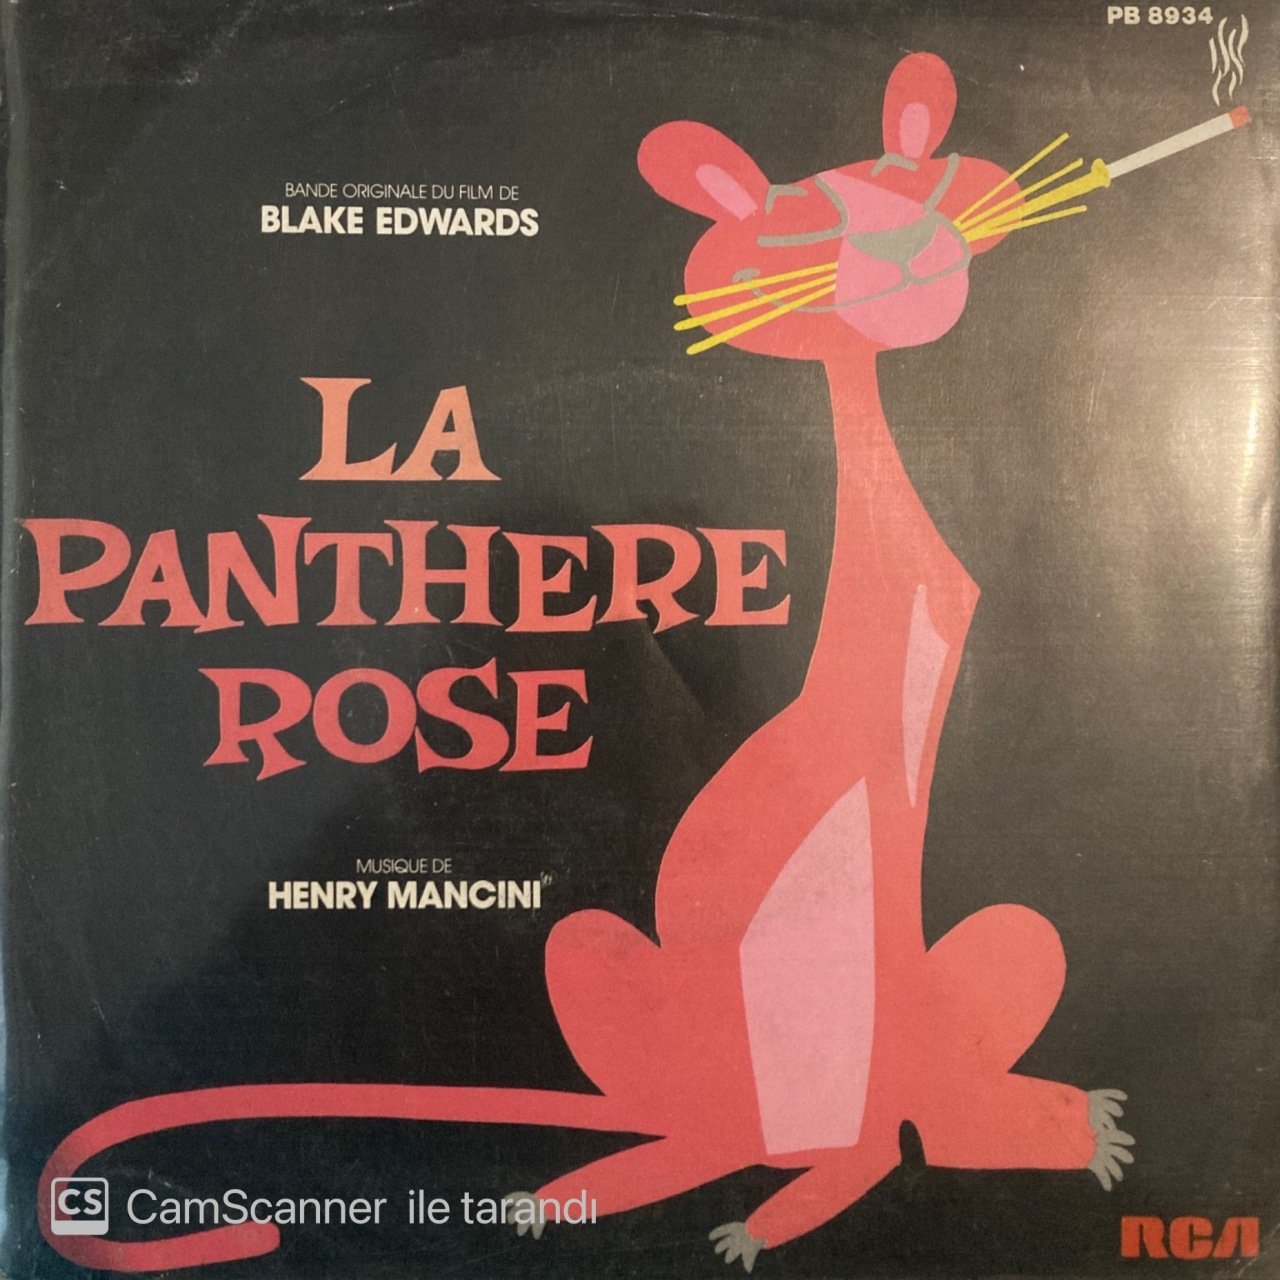 PB 8934
BANDE ORIGINALE DU FILM DE
BLAKE EDWARDS
LA
PANTHERE
ROSE
MUSIQUE DE
HENRY MANCINI
CS CamScanner ile tarandı
RCA